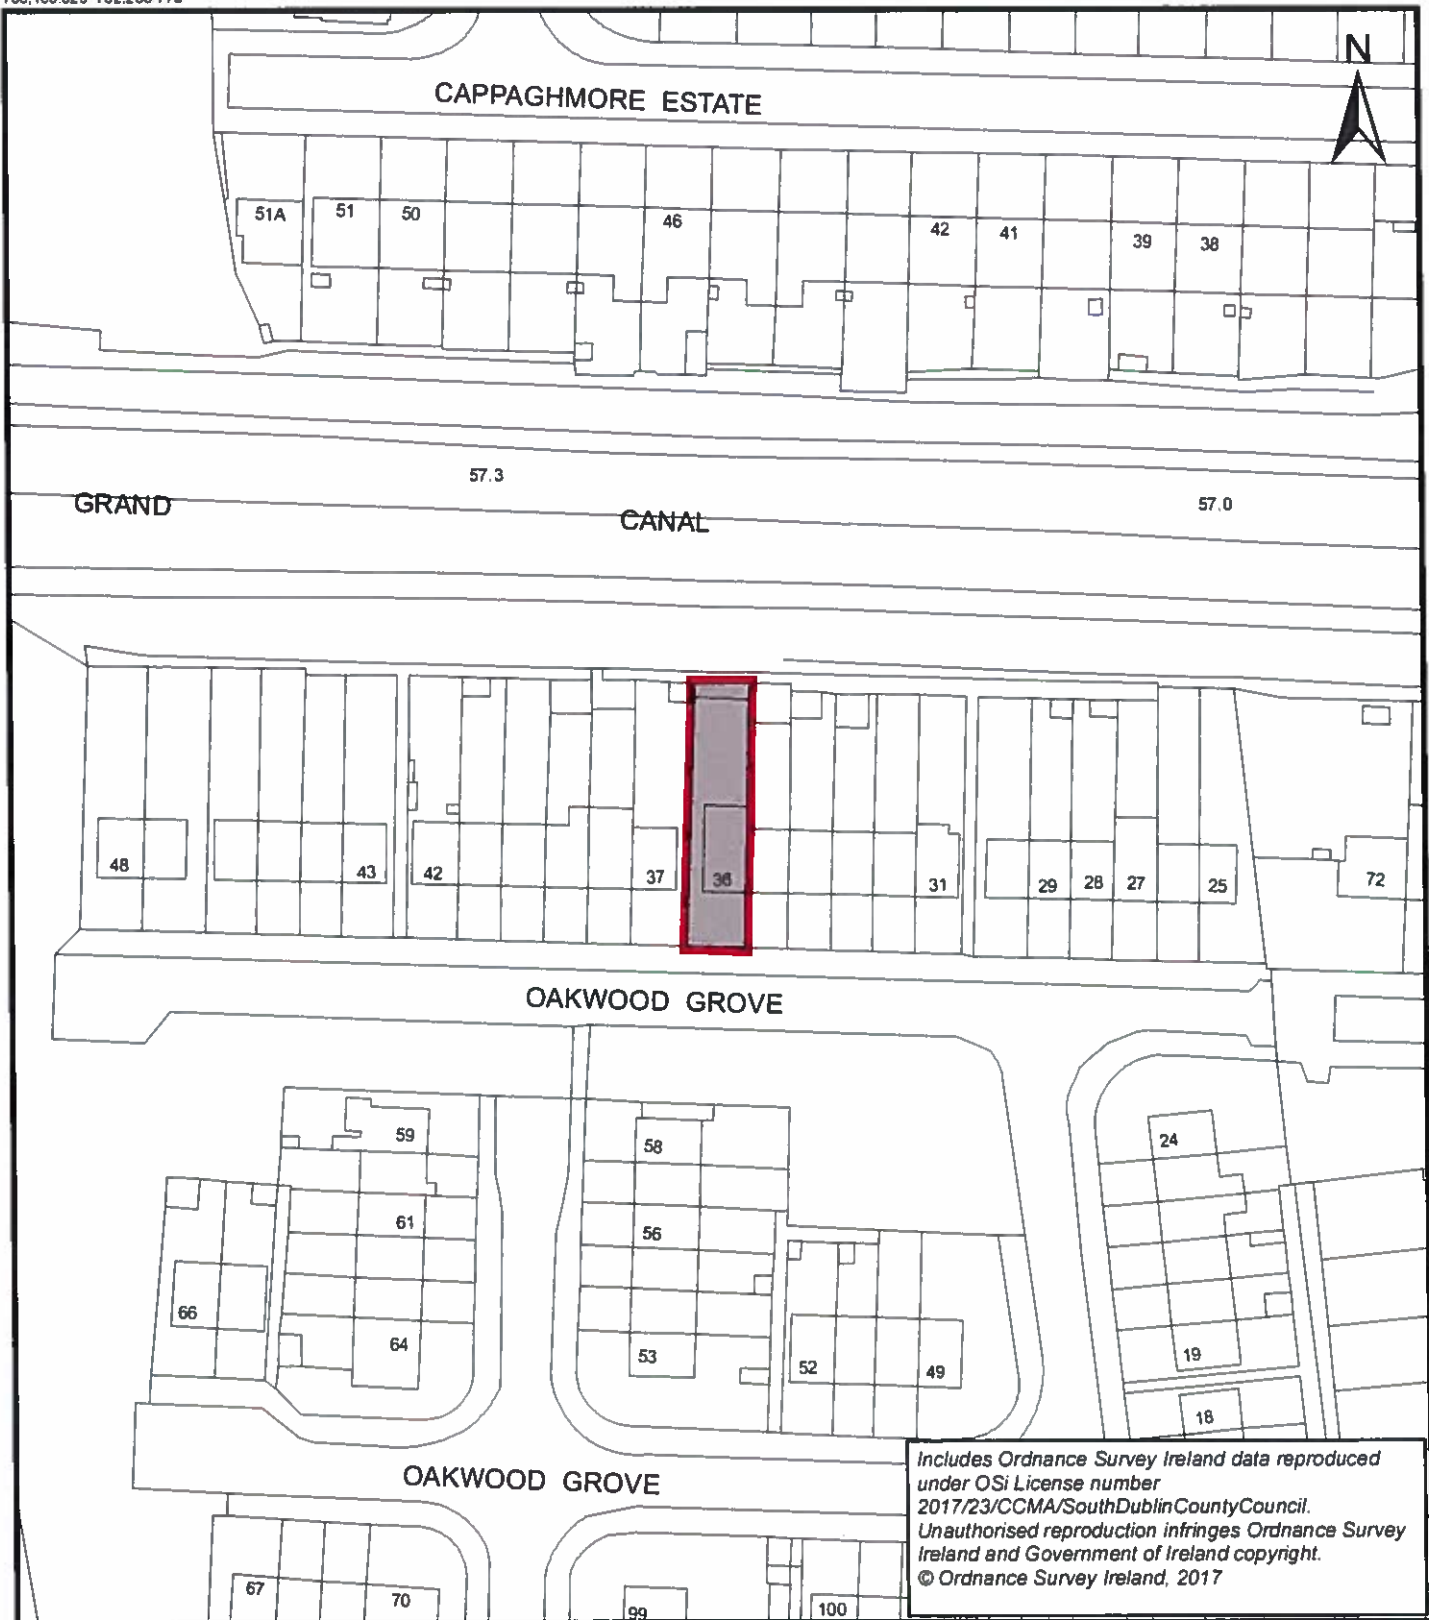 N
CAPPAGHMORE ESTATE
51A
51
50
46
42
41
39
38
57.3
57.0
GRAND
CANAL
48
43
42
37
36
31
29
28
27
25
72
OAKWOOD GROVE
59
58
24
61
56
66
64
53
52
49
19
18
OAKWOOD GROVE
67
70
99
100
Includes Ordnance Survey Ireland data reproduced
under OSi License number
2017/23/CCMA/SouthDublinCountyCouncil.
Unauthorised reproduction infringes Ordnance Survey
Ireland and Government of Ireland copyright.
© Ordnance Survey Ireland, 2017